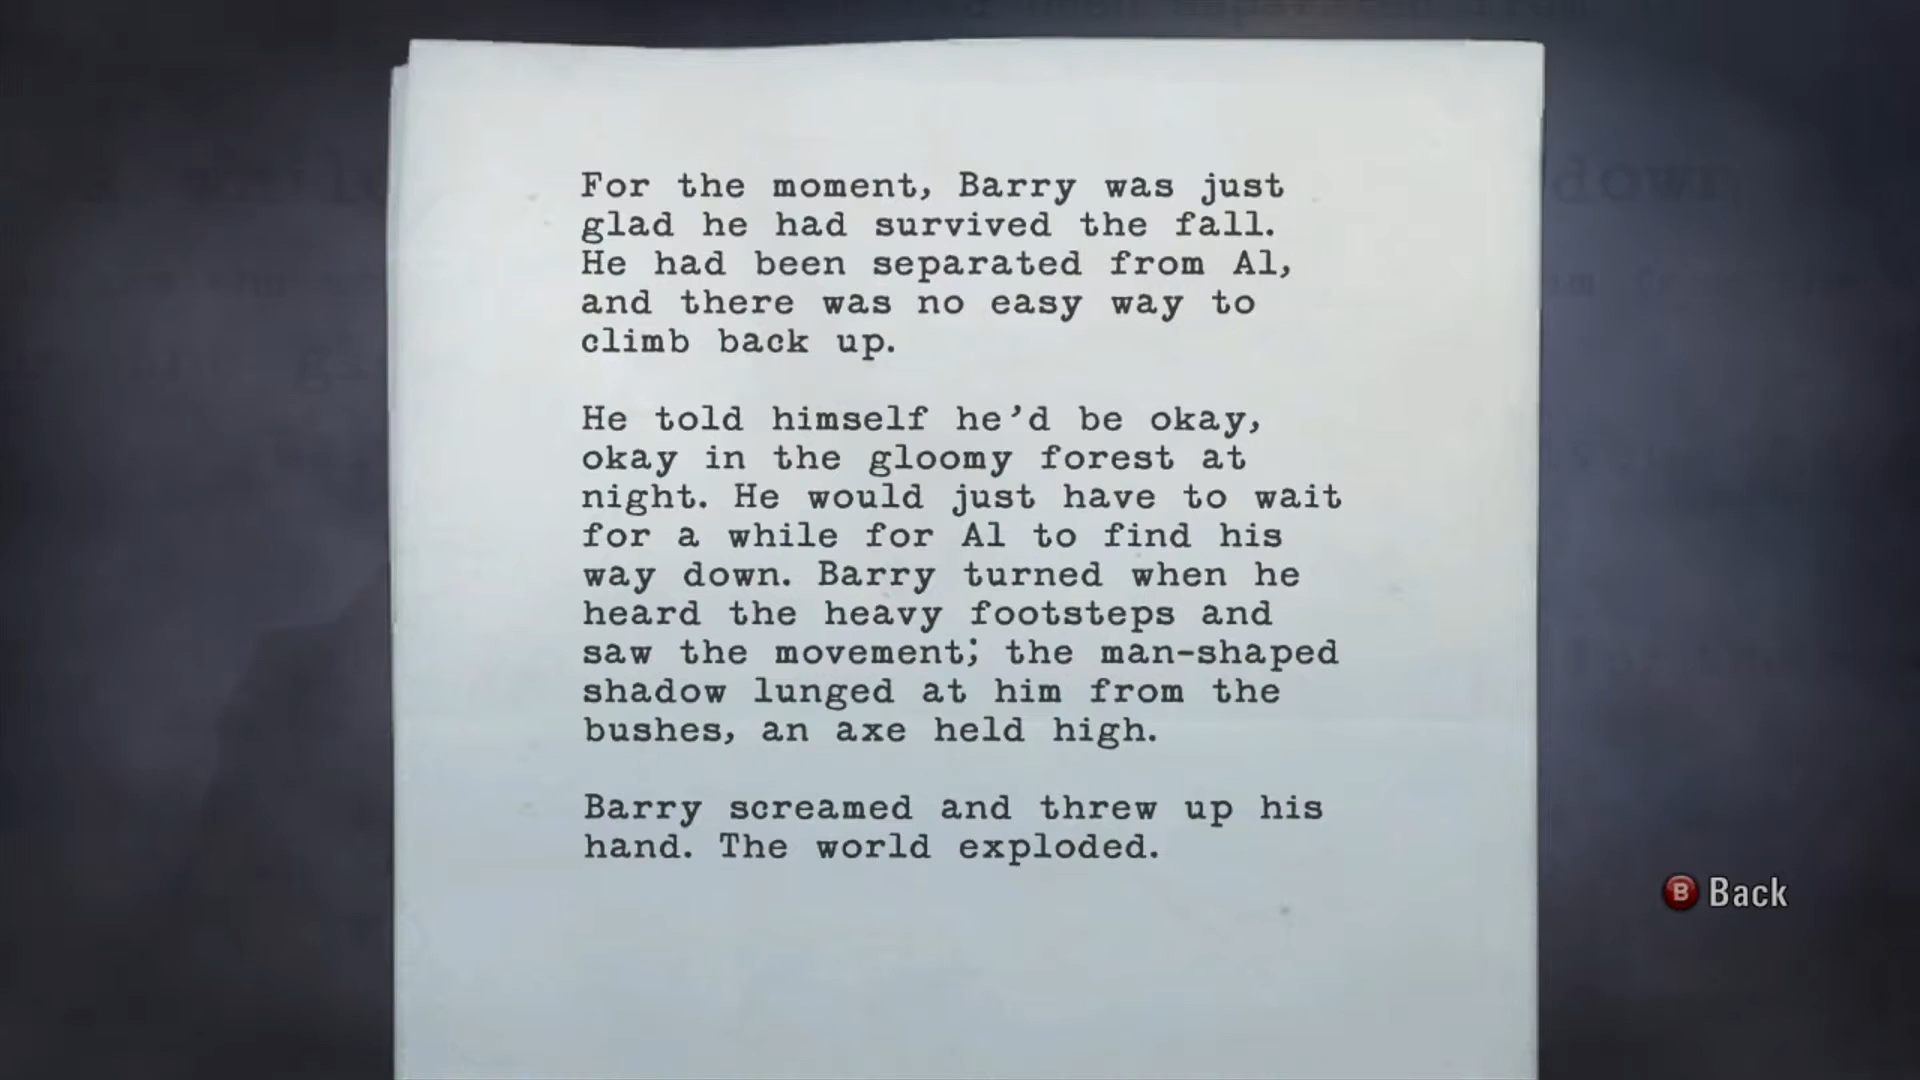 For the moment, Barry was just
glad he had survived the fall.
He had been separated from Al,
and there was no easy way to
climb back up.
He told himself he’d be okay,
okay in the gloomy forest at
night. He would just have to wait
for a while for Al to find his
way down. Barry turned when he
heard the heavy footsteps and
saw the movement; the man-shaped
shadow lunged at him from the
bushes, an axe held high.
Barry screamed and threw up his
hand. The world exploded.
B Back
down